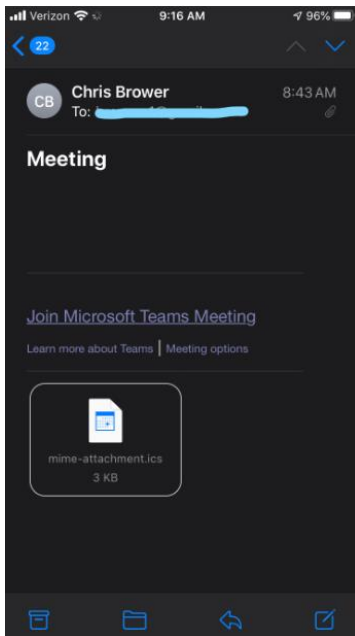 Verizon 9:16 AM 96%
22
CB Chris Brower 8:43 AM
To:
Meeting
Join Microsoft Teams Meeting
Learn more about Teams | Meeting options
mime-attachment.ics
3 KB